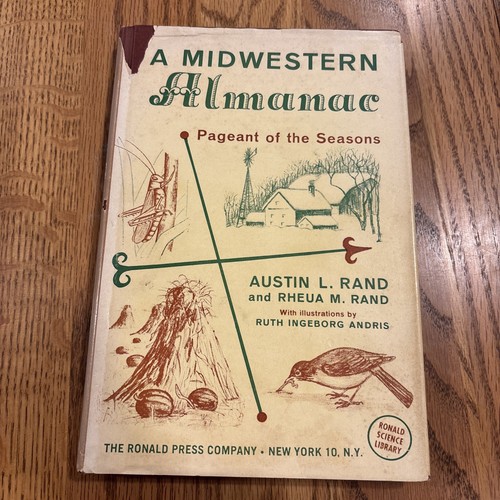 A MIDWESTERN
Almanac
Pageant of the Seasons
AUSTIN L. RAND
and RHEUA M. RAND
With illustrations by
RUTH INGEBORG ANDRIS
RONALD
SCIENCE
LIBRARY
THE RONALD PRESS COMPANY • NEW YORK 10, N.Y.